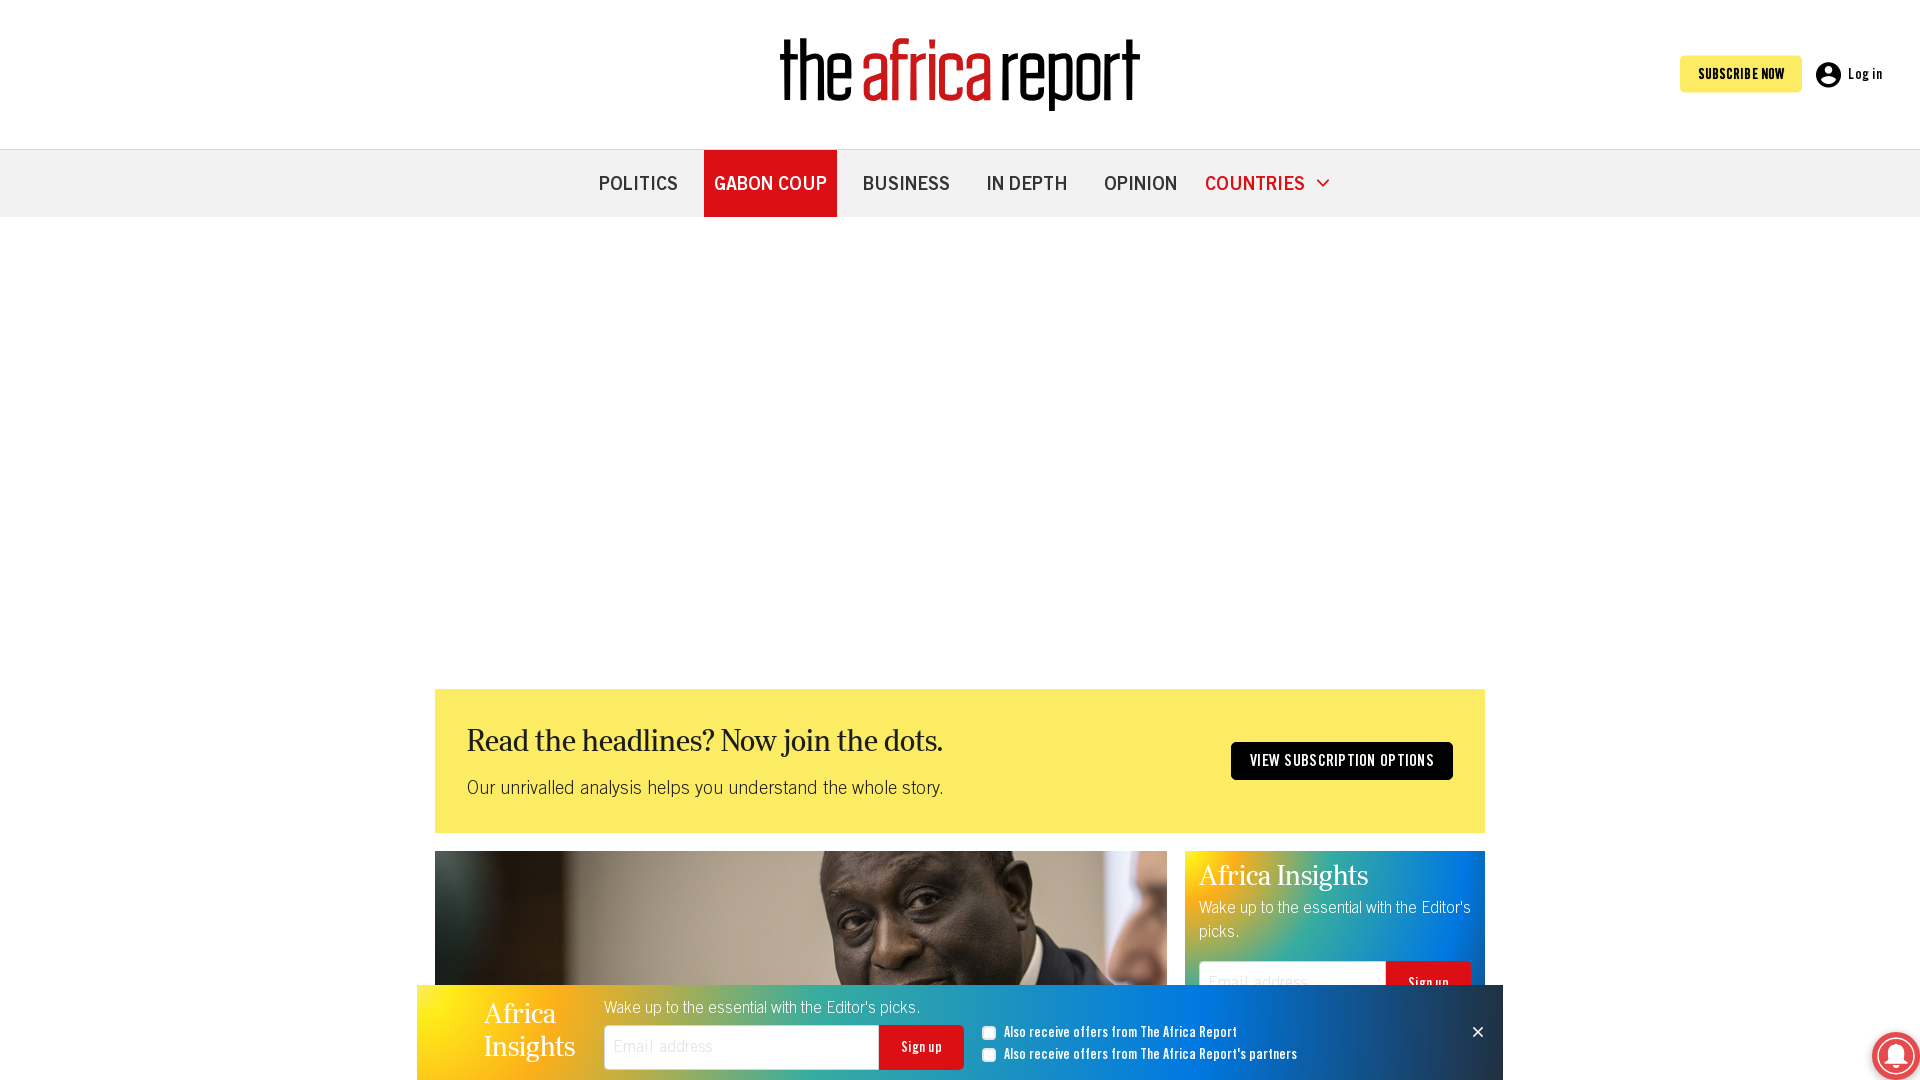 the africa report
SUBSCRIBE NOW
Log in
POLITICS
GABON COUP
BUSINESS
IN DEPTH
OPINION
COUNTRIES
Read the headlines? Now join the dots.
Our unrivalled analysis helps you understand the whole story.
VIEW SUBSCRIPTION OPTIONS
Africa Insights
Wake up to the essential with the Editor's
picks.
Email address
Sign up
Africa
Insights
Wake up to the essential with the Editor's picks.
Email address
Sign up
Also receive offers from The Africa Report
Also receive offers from The Africa Report's partners